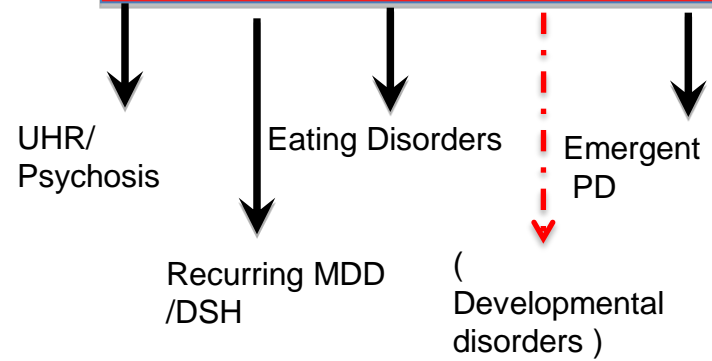 UHR/
Psychosis
Eating Disorders
Emergent
PD
Recurring MDD
/DSH
(
Developmental
disorders )